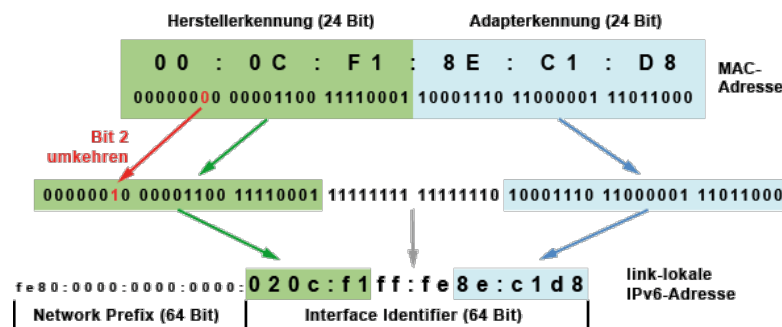 Herstellerkennung (24 Bit) Adapterkennung (24 Bit)
00 : 0C : F1 : 8E : C1 : D8
MAC-
Adresse
00000000 00001100 11110001 10001110 11000001 11011000
Bit 2
umkehren
00000010 00001100 11110001 11111111 11111110 10001110 11000001 11011000
fe80:0000:0000:0000:020c:f1ff:fe8e:c1d8
link-lokale
IPv6-Adresse
Network Prefix (64 Bit) Interface Identifier (64 Bit)